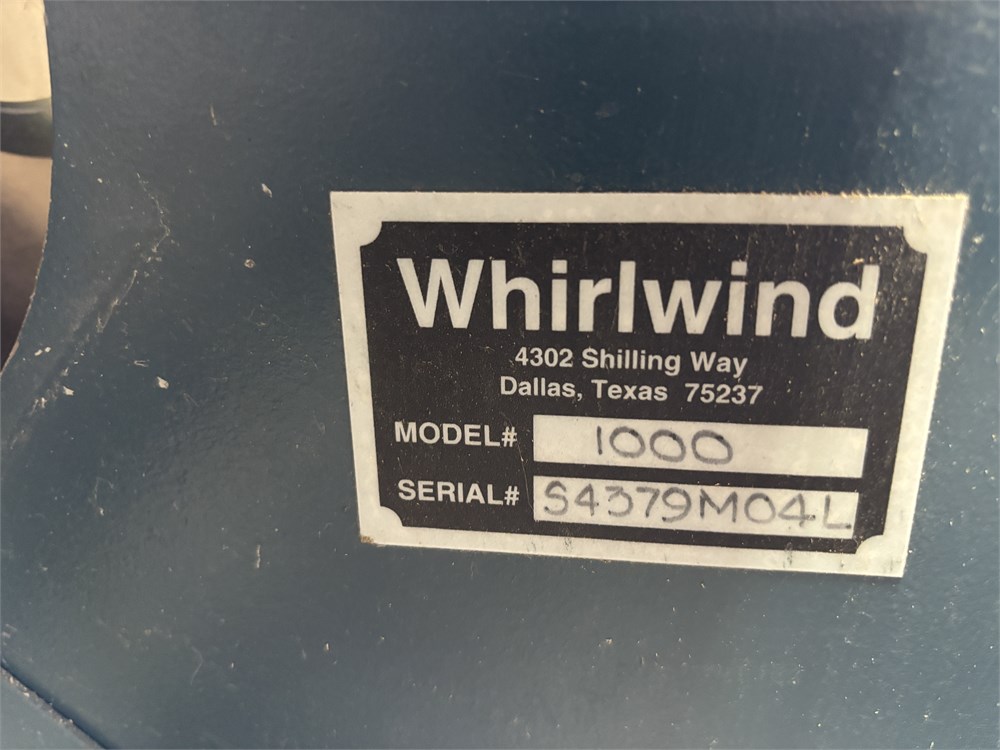 Whirlwind
4302 Shilling Way
Dallas, Texas 75237
MODEL# 1000
SERIAL# S4379M04L